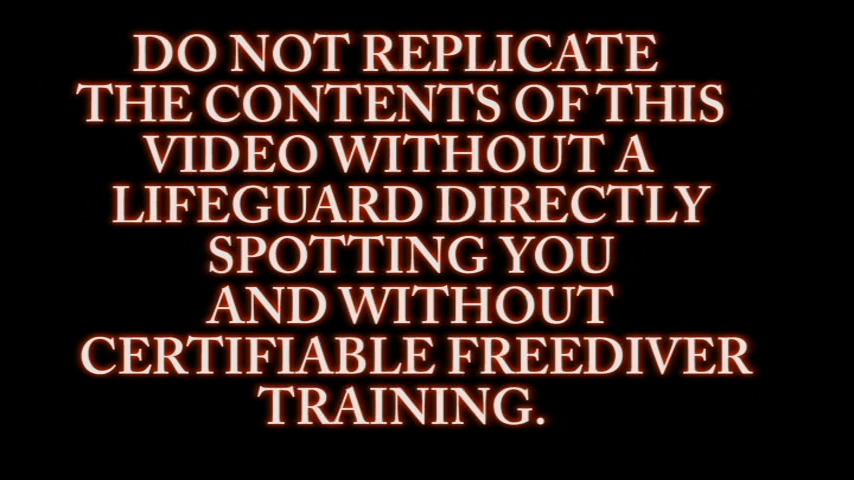 DO NOT REPLICATE
THE CONTENTS OF THIS
VIDEO WITHOUT A
LIFEGUARD DIRECTLY
SPOTTING YOU
AND WITHOUT
CERTIFIABLE FREEDIVER
TRAINING.